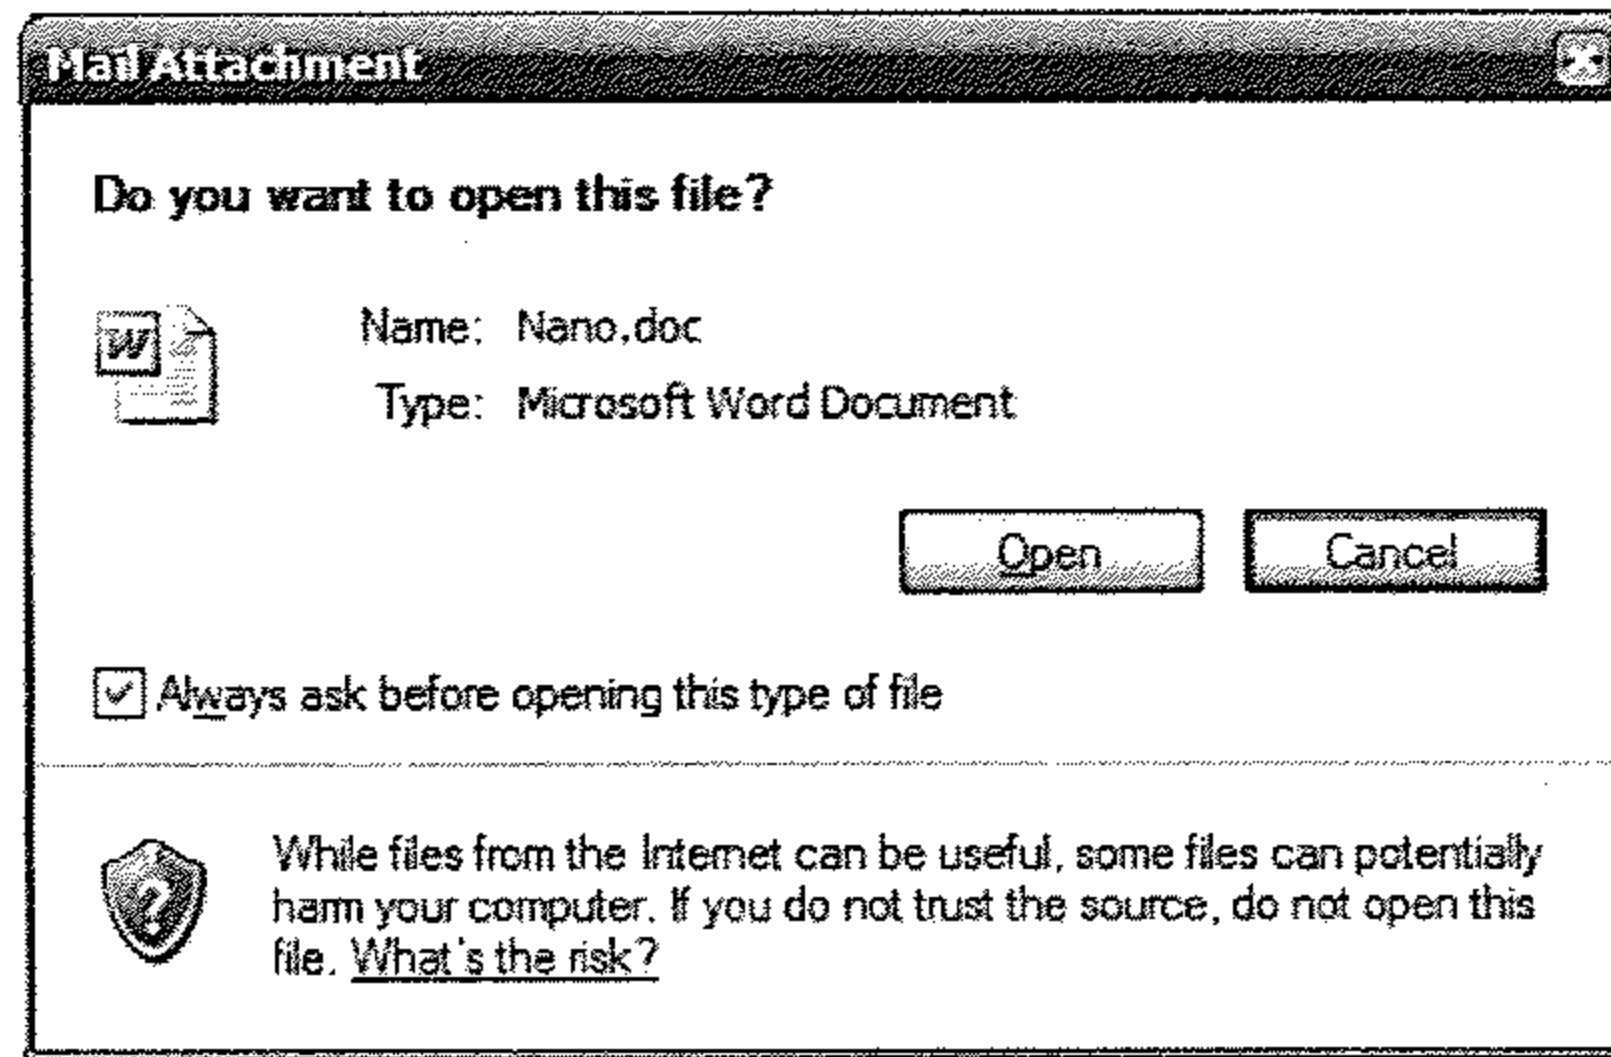 Mail Attachment
Do you want to open this file?
W
Name: Nano.doc
Type: Microsoft Word Document
Open Cancel
Always ask before opening this type of file
?
While files from the Internet can be useful, some files can potentially
harm your computer. If you do not trust the source, do not open this
file. What's the risk?